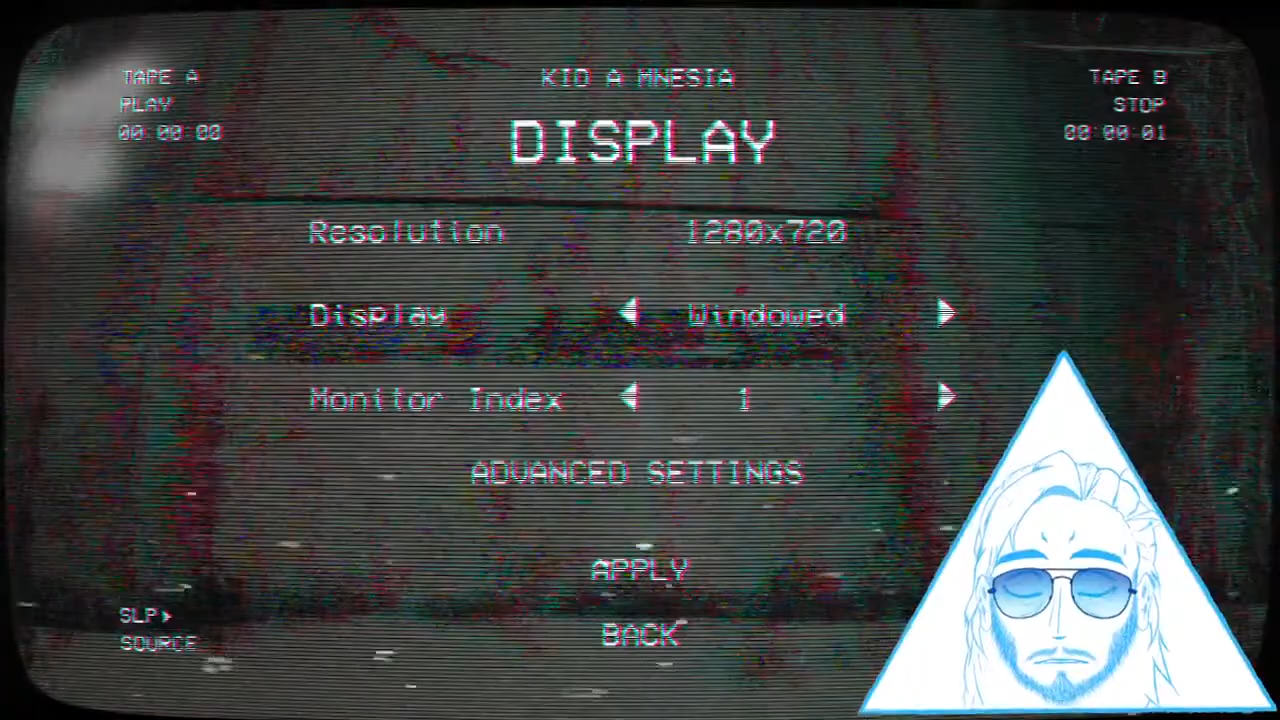 TAPE A
PLAY
00:00:00
KID A MNESIA
DISPLAY
TAPE B
STOP
00:00:01
Resolution 1280x720
Display Windowed
Monitor Index 1
ADVANCED SETTINGS
APPLY
BACK
SLP
SOURCE